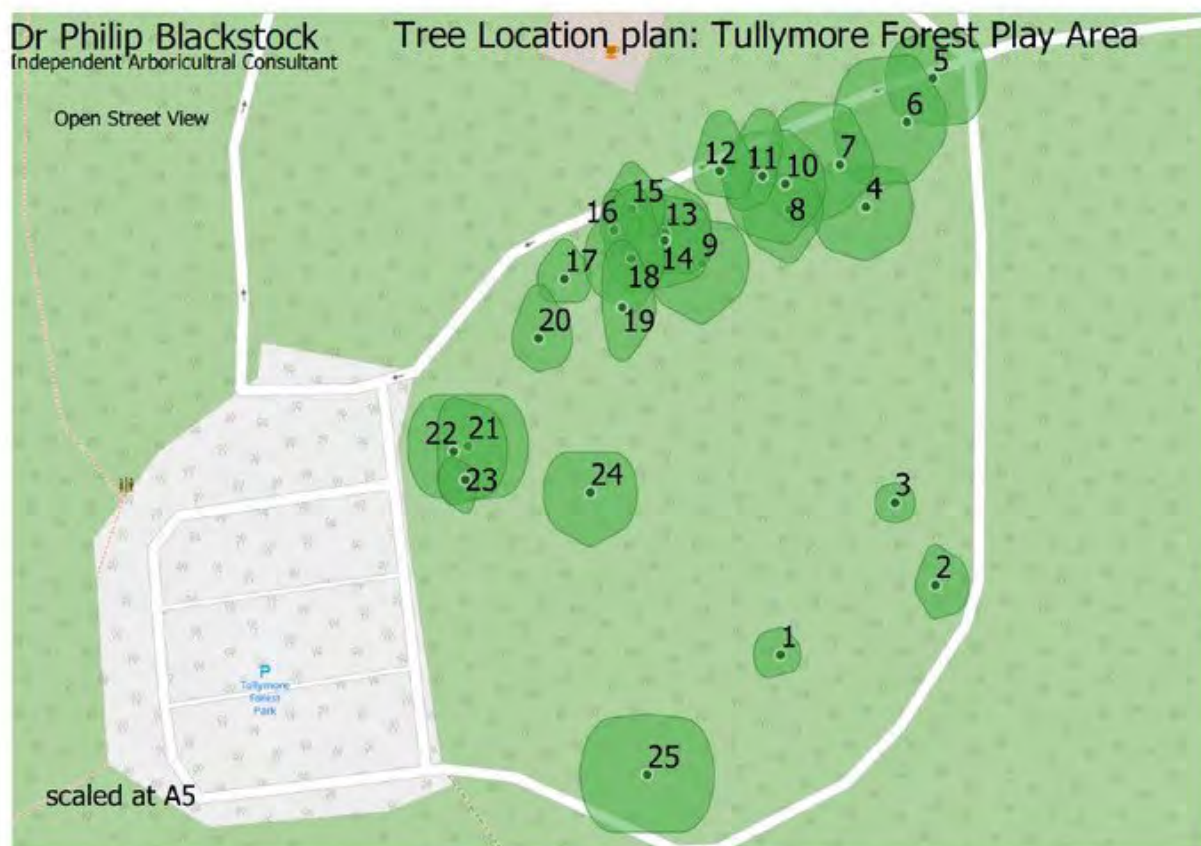 Dr Philip Blackstock
Tree Location plan: Tullymore Forest Play Area
Independent Arboricultral Consultant
Open Street View
5
6
7
12
11
10
4
8
15
16
13
14
9
17
18
19
20
22
21
23
24
3
2
1
P
Tullymore
Forest
Park
25
scaled at A5